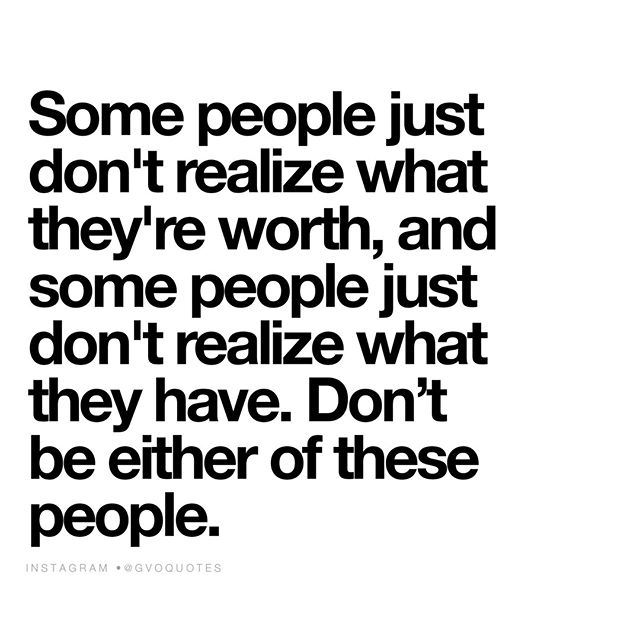 Some people just
don't realize what
they're worth, and
some people just
don't realize what
they have. Don’t
be either of these
people.
INSTAGRAM •@GVOQUOTES